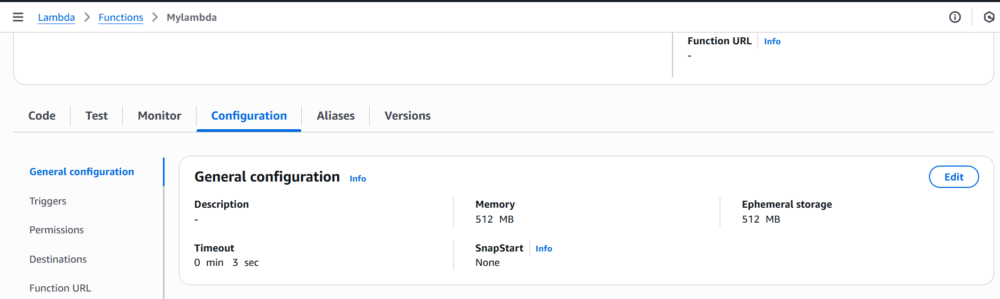 Lambda > Functions > Mylambda
Function URL Info
-
Code Test Monitor Configuration Aliases Versions
General configuration
Triggers
Permissions
Destinations
Function URL
General configuration Info Edit
Description Memory Ephemeral storage
- 512 MB 512 MB
Timeout SnapStart Info
0 min 3 sec None